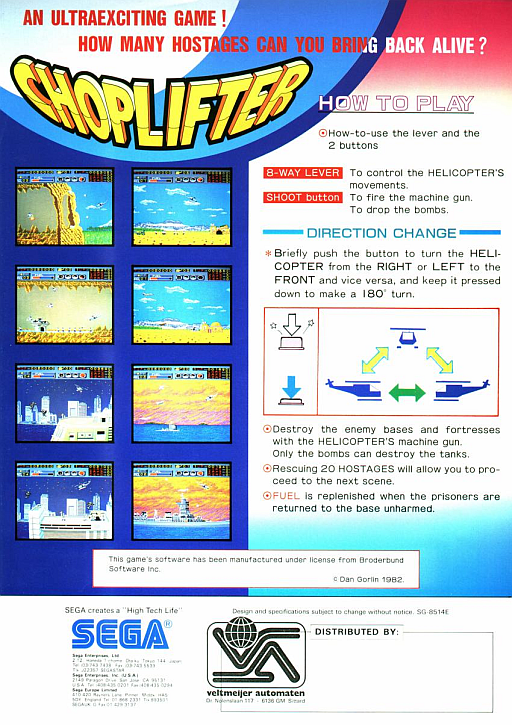 AN ULTRAEXCITING GAME!
HOW MANY HOSTAGES CAN YOU BRING BACK ALIVE?
CHOPLIFTER
HOW TO PLAY
How-to-use the lever and the
2 buttons
8-WAY LEVER To control the HELICOPTER'S
movements.
SHOOT button To fire the machine gun.
To drop the bombs.
DIRECTION CHANGE
* Briefly push the button to turn the HELI-
COPTER from the RIGHT or LEFT to the
FRONT and vice versa, and keep it pressed
down to make a 180° turn.
Destroy the enemy bases and fortresses
with the HELICOPTER'S machine gun.
Only the bombs can destroy the tanks.
Rescuing 20 HOSTAGES will allow you to pro-
ceed to the next scene.
FUEL is replenished when the prisoners are
returned to the base unharmed.
This game's software has been manufactured under license from Broderbund
Software Inc.
© Dan Gorlin 1982.
SEGA creates a "High Tech Life"
SEGA®
Sega Enterprises, Ltd.
Sega Enterprises, Inc. (U.S.A.)
Sega Europe Limited
Design and specifications subject to change without notice. SG-8514E
DISTRIBUTED BY:
veltmeijer automaten
Dr Nolenslaan 117 - 6136 GM Sittard